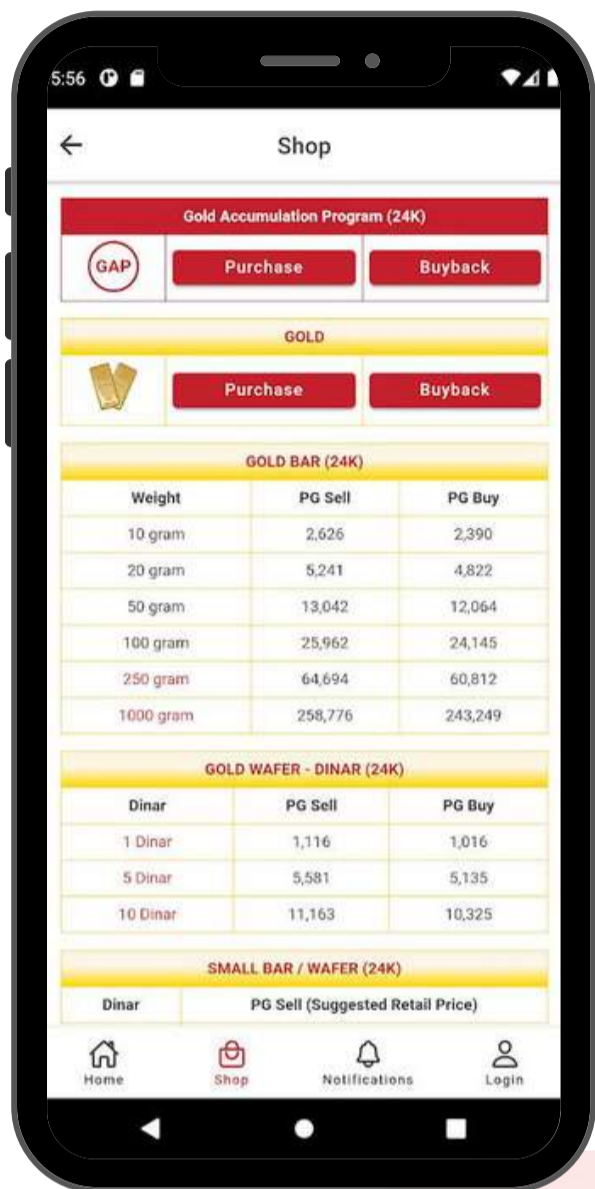 5:56
Shop
Gold Accumulation Program (24K)
GAP Purchase Buyback
GOLD
Purchase Buyback
GOLD BAR (24K)
Weight PG Sell PG Buy
10 gram 2,626 2,390
20 gram 5,241 4,822
50 gram 13,042 12,064
100 gram 25,962 24,145
250 gram 64,694 60,812
1000 gram 258,776 243,249
GOLD WAFER - DINAR (24K)
Dinar PG Sell PG Buy
1 Dinar 1,116 1,016
5 Dinar 5,581 5,135
10 Dinar 11,163 10,325
SMALL BAR / WAFER (24K)
Dinar PG Sell (Suggested Retail Price)
Home Shop Notifications Login